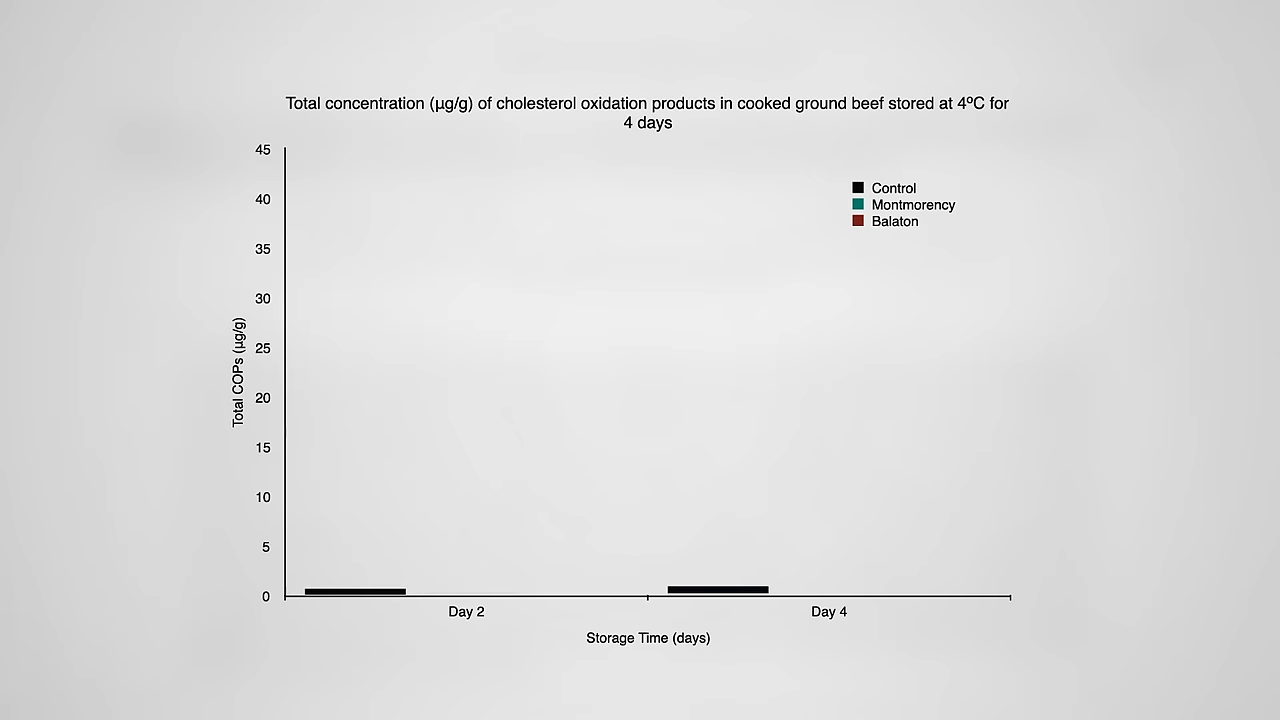 Total concentration (µg/g) of cholesterol oxidation products in cooked ground beef stored at 4ºC for
4 days
45
40
35
30
25
20
15
10
5
0
Total COPs (µg/g)
Control
Montmorency
Balaton
Day 2
Day 4
Storage Time (days)